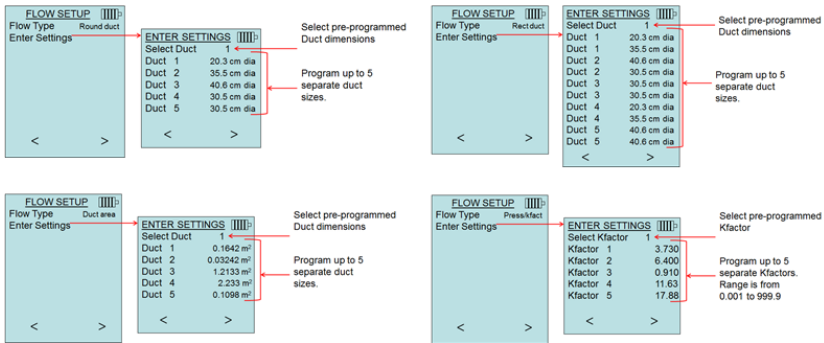 FLOW SETUP
Flow Type Round duct
Enter Settings
< >
ENTER SETTINGS
Select Duct 1
Duct 1 20.3 cm dia
Duct 2 35.5 cm dia
Duct 3 40.6 cm dia
Duct 4 30.5 cm dia
Duct 5 30.5 cm dia
< >
Select pre-programmed
Duct dimensions
Program up to 5
separate duct
sizes.
FLOW SETUP
Flow Type Rect duct
Enter Settings
< >
ENTER SETTINGS
Select Duct 1
Duct 1 20.3 cm dia
Duct 1 35.5 cm dia
Duct 2 40.6 cm dia
Duct 2 30.5 cm dia
Duct 3 30.5 cm dia
Duct 3 30.5 cm dia
Duct 4 20.3 cm dia
Duct 4 35.5 cm dia
Duct 5 40.6 cm dia
Duct 5 40.6 cm dia
< >
Select pre-programmed
Duct dimensions
Program up to 5
separate duct
sizes.
FLOW SETUP
Flow Type Duct area
Enter Settings
< >
ENTER SETTINGS
Select Duct 1
Duct 1 0.1642 m²
Duct 2 0.03242 m²
Duct 3 1.2133 m²
Duct 4 2.233 m²
Duct 5 0.1098 m²
< >
Select pre-programmed
Duct dimensions
Program up to 5
separate duct
sizes.
FLOW SETUP
Flow Type Press/kfact
Enter Settings
< >
ENTER SETTINGS
Select Kfactor 1
Kfactor 1 3.730
Kfactor 2 6.400
Kfactor 3 0.910
Kfactor 4 11.63
Kfactor 5 17.88
< >
Select pre-programmed
Kfactor
Program up to 5
separate Kfactors.
Range is from
0.001 to 999.9